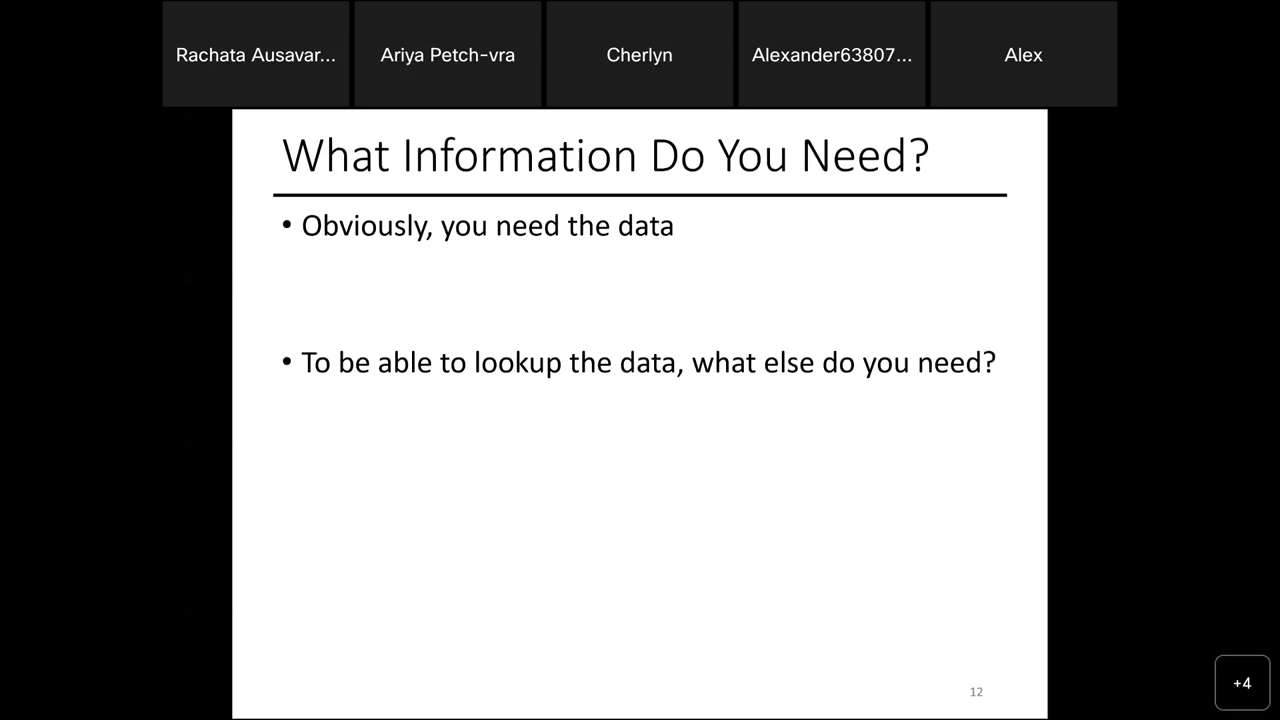 Rachata Ausavar...
Ariya Petch-vra
Cherlyn
Alexander63807...
Alex
What Information Do You Need?
• Obviously, you need the data
• To be able to lookup the data, what else do you need?
12
+4